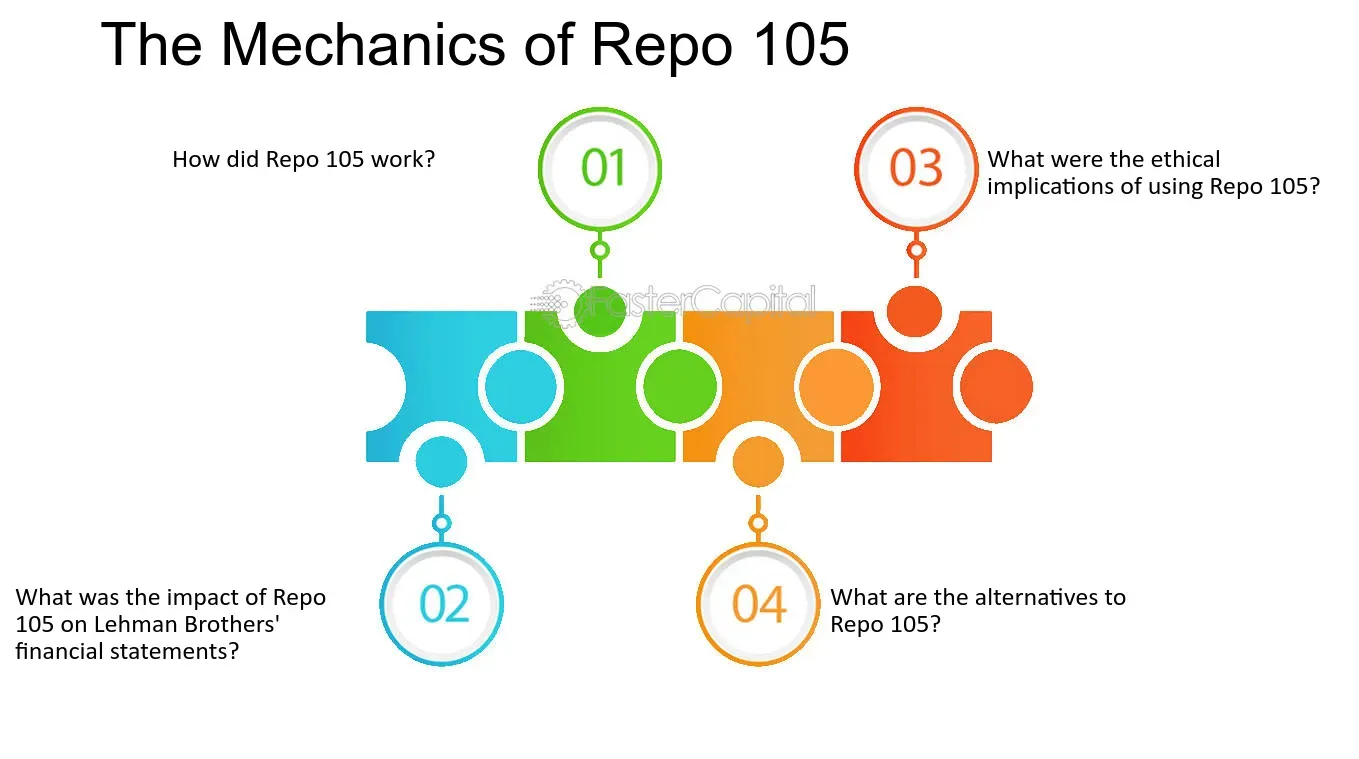 The Mechanics of Repo 105
How did Repo 105 work?
01
03
What were the ethical
implications of using Repo 105?
FasterCapital
What was the impact of Repo
105 on Lehman Brothers'
financial statements?
02
04
What are the alternatives to
Repo 105?